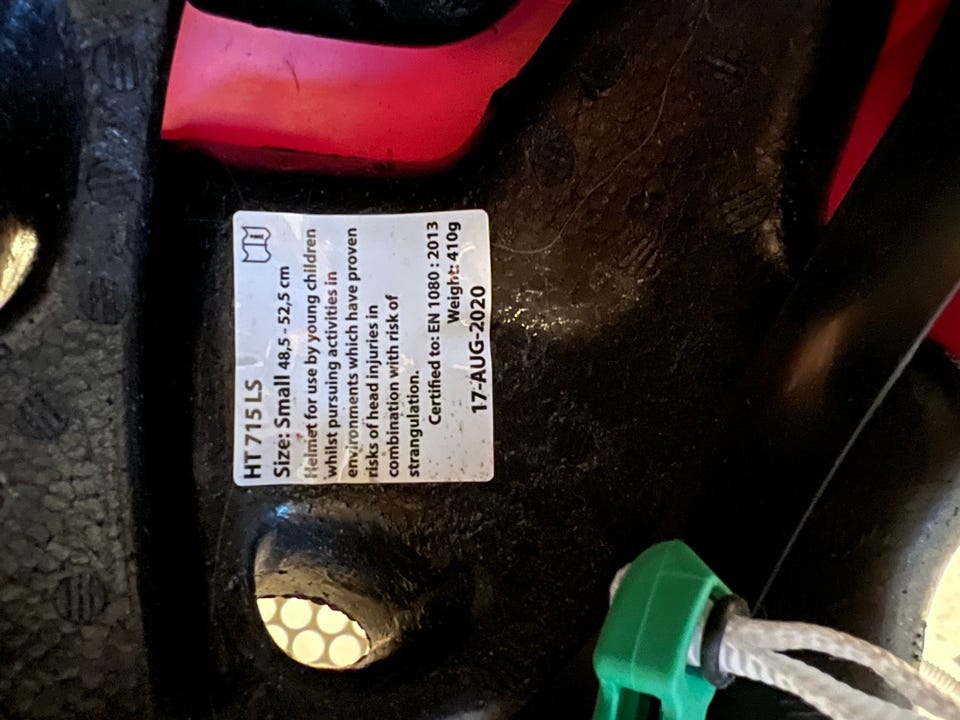 HT 715 LS
Size: Small 48,5 - 52,5 cm
Helmet for use by young children
whilst pursuing activities in
environments which have proven
risks of head injuries in
combination with risk of
strangulation.
Certified to: EN 1080 : 2013
Weight: 410g
17-AUG-2020